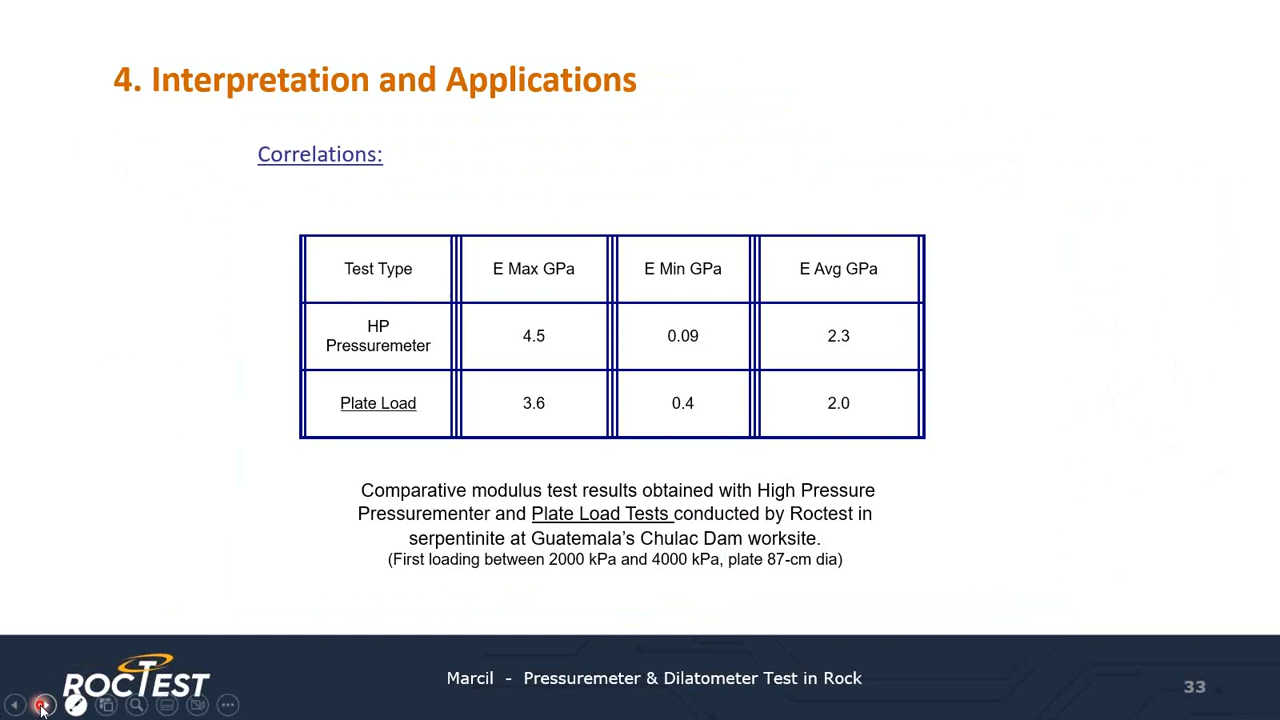 4. Interpretation and Applications
Correlations:
Test Type E Max GPa E Min GPa E Avg GPa
HP
Pressuremeter 4.5 0.09 2.3
Plate Load 3.6 0.4 2.0
Comparative modulus test results obtained with High Pressure
Pressurementer and Plate Load Tests conducted by Roctest in
serpentinite at Guatemala’s Chulac Dam worksite.
(First loading between 2000 kPa and 4000 kPa, plate 87-cm dia)
ROCTEST
Marcil - Pressuremeter & Dilatometer Test in Rock
33